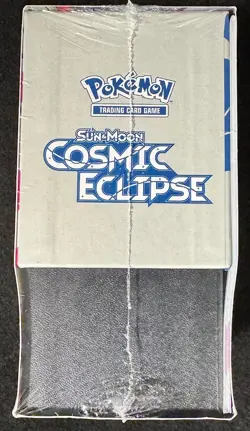 POKéMON
TRADING CARD GAME
SUN & MOON
COSMIC
ECLIPSE